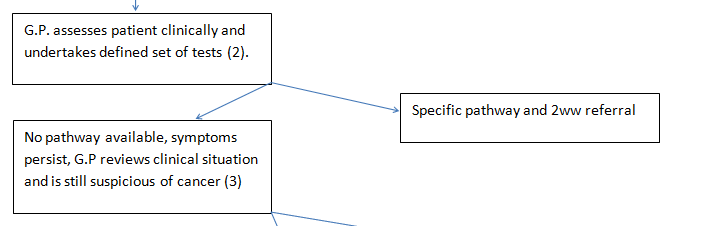 G.P. assesses patient clinically and
undertakes defined set of tests (2).
Specific pathway and 2ww referral
No pathway available, symptoms
persist, G.P reviews clinical situation
and is still suspicious of cancer (3)